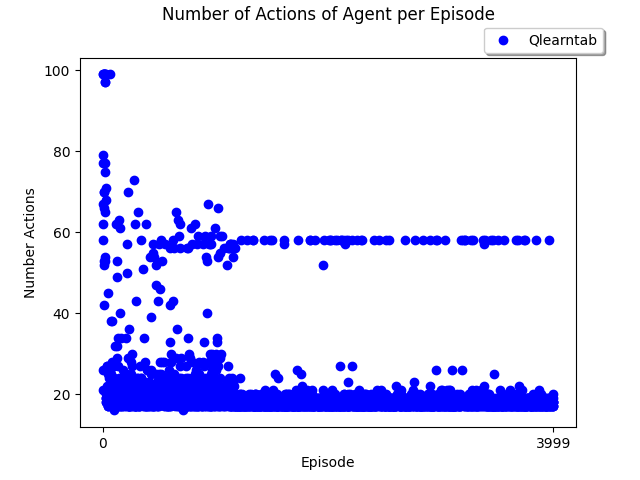 Number of Actions of Agent per Episode
Qlearntab
100
80
60
40
20
Number Actions
0
3999
Episode